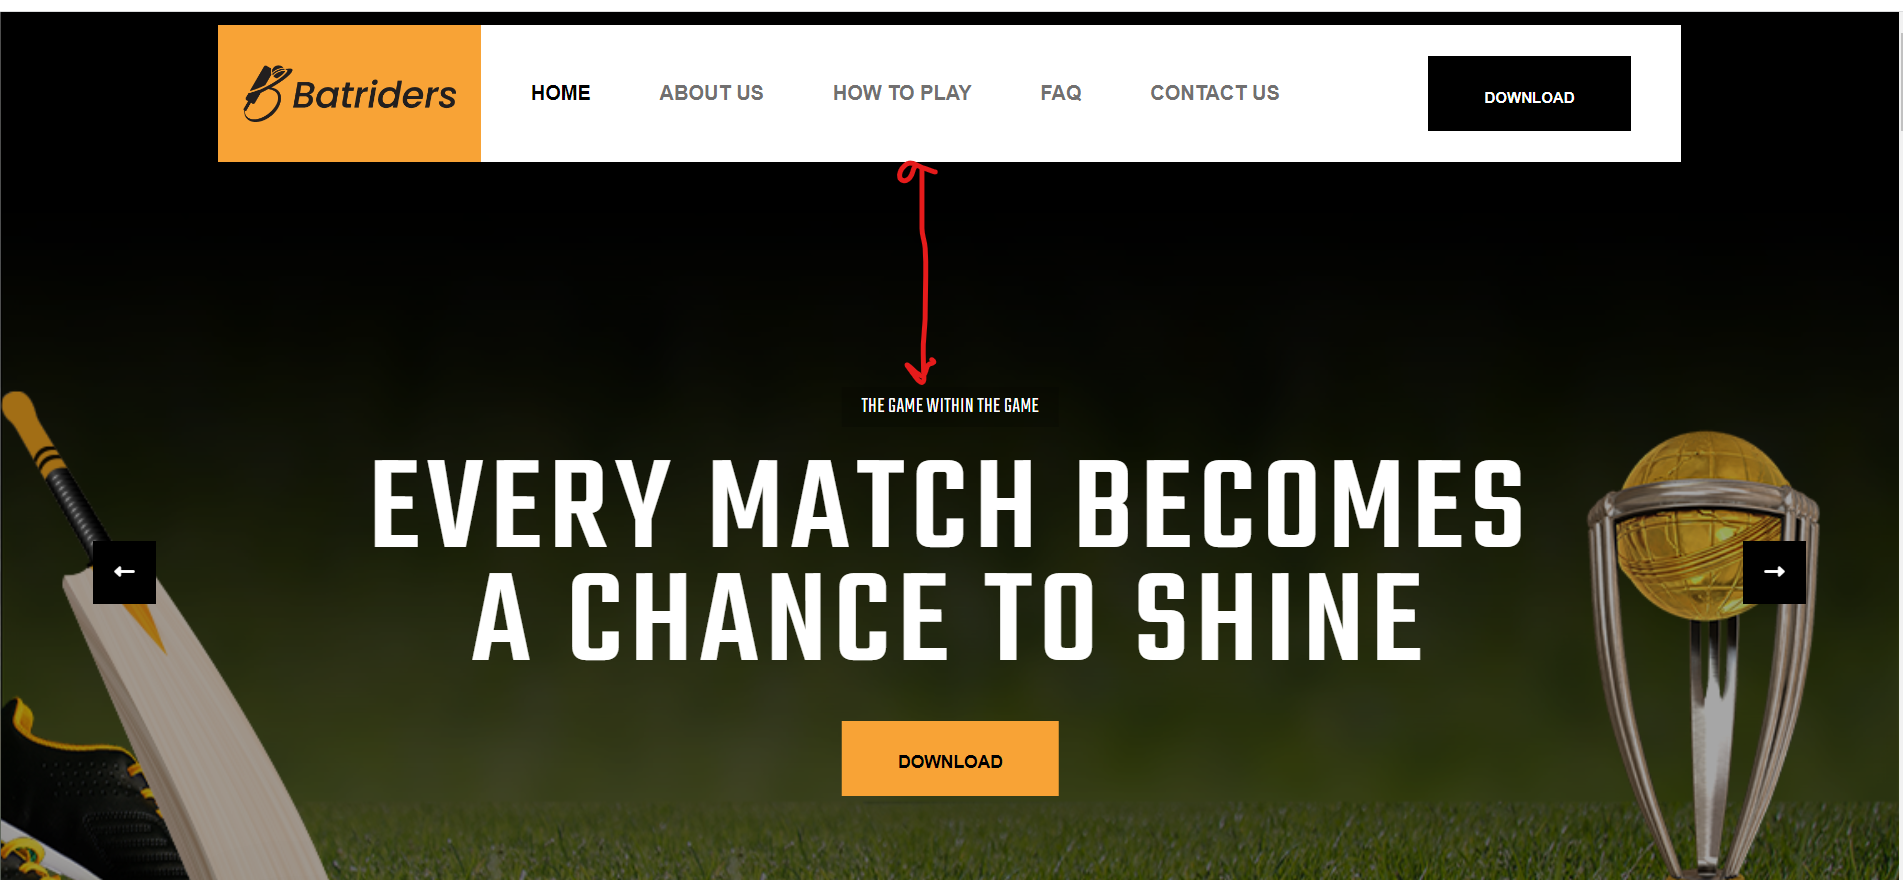 Batriders
HOME ABOUT US HOW TO PLAY FAQ CONTACT US DOWNLOAD
THE GAME WITHIN THE GAME
EVERY MATCH BECOMES
A CHANCE TO SHINE
DOWNLOAD